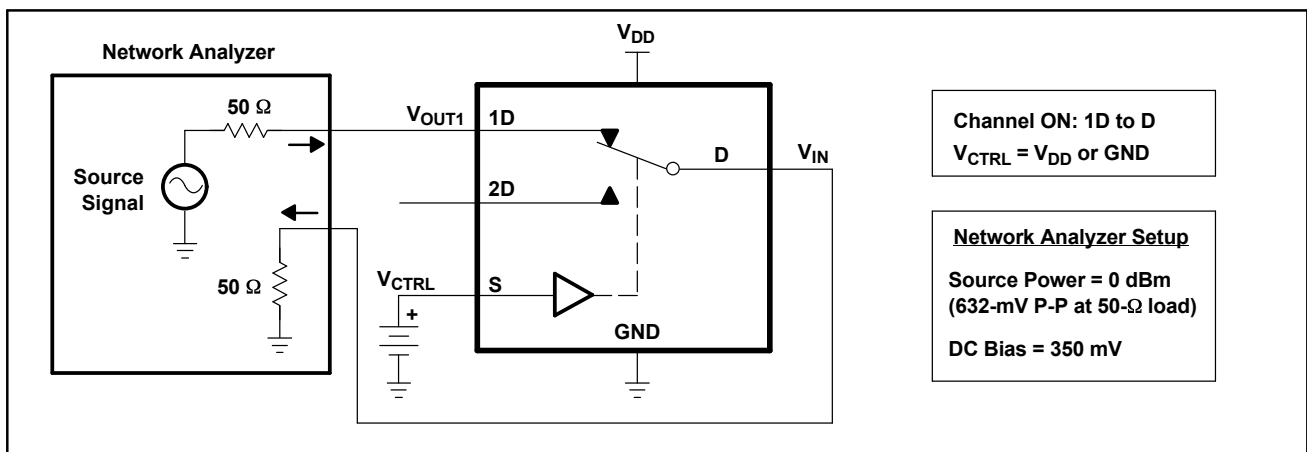 V_DD
Network Analyzer
50 Ω
V_OUT1
1D
D
V_IN
Source
Signal
2D
50 Ω
V_CTRL
S
+
GND
Channel ON: 1D to D
V_CTRL = V_DD or GND
Network Analyzer Setup
Source Power = 0 dBm
(632-mV P-P at 50-Ω load)
DC Bias = 350 mV